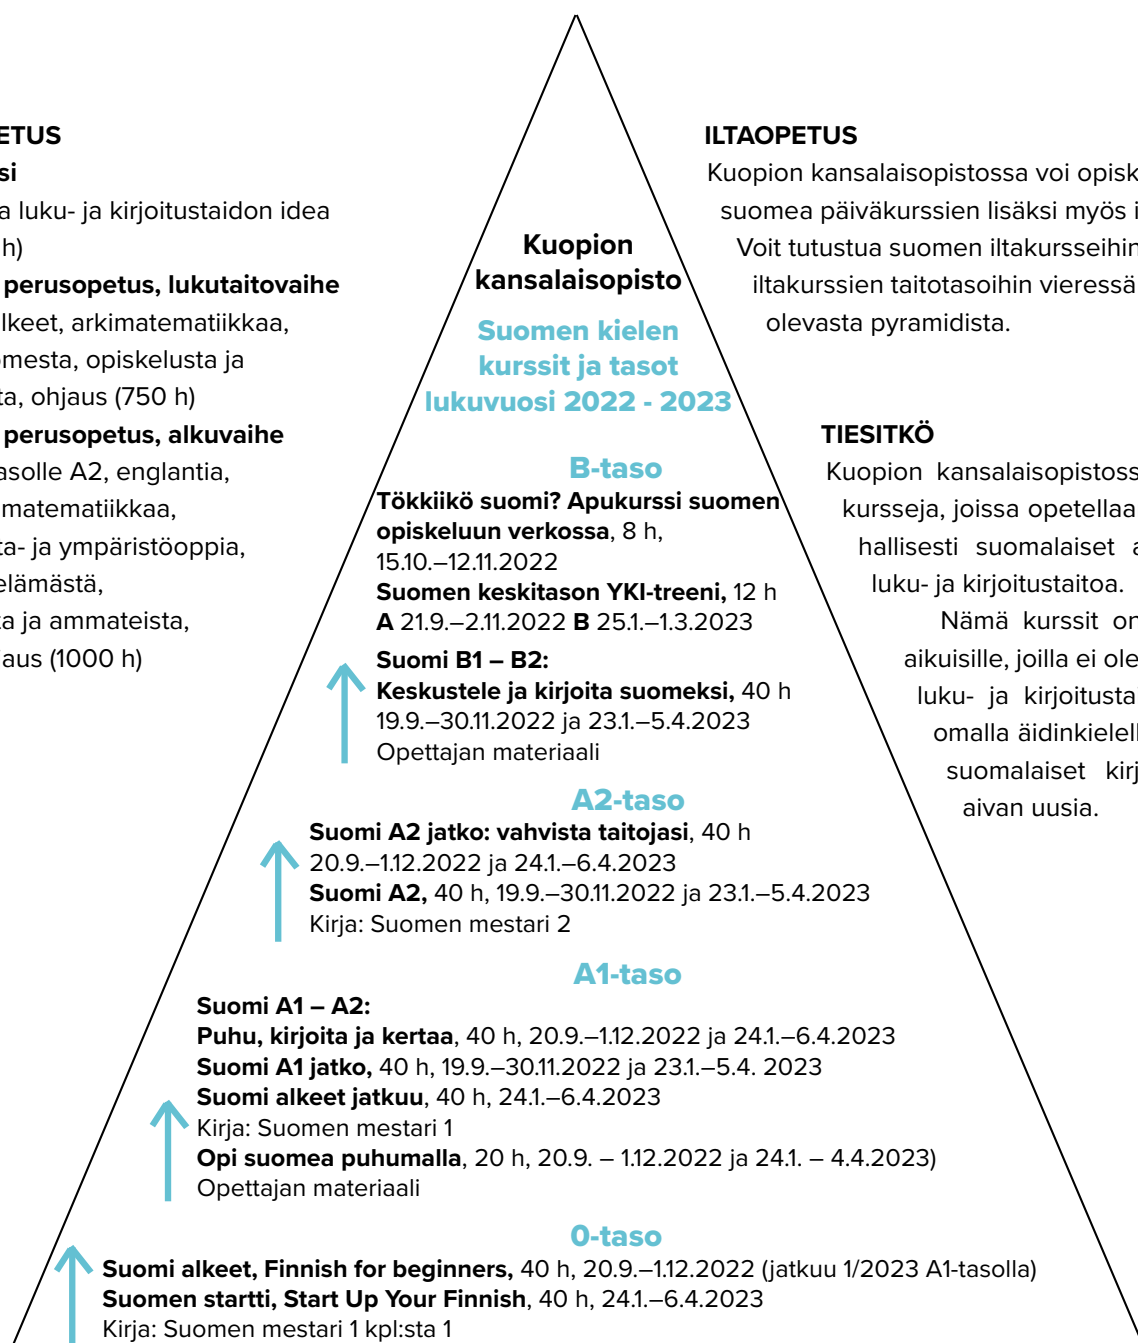 ETUS
si
a luku- ja kirjoitustaidon idea
h)
perusopetus, lukutaitovaihe
lkeet, arkimatematiikkaa,
mesta, opiskelusta ja
ta, ohjaus (750 h)
perusopetus, alkuvaihe
asolle A2, englantia,
matematiikkaa,
ta- ja ympäristöoppia,
elämästä,
ta ja ammateista,
jaus (1000 h)
Kuopion
kansalaisopisto
Suomen kielen
kurssit ja tasot
lukuvuosi 2022 - 2023
B-taso
Tökkiikö suomi? Apukurssi suomen
opiskeluun verkossa, 8 h,
15.10.–12.11.2022
Suomen keskitason YKI-treeni, 12 h
A 21.9.–2.11.2022 B 25.1.–1.3.2023
Suomi B1 – B2:
Keskustele ja kirjoita suomeksi, 40 h
19.9.–30.11.2022 ja 23.1.–5.4.2023
Opettajan materiaali
A2-taso
Suomi A2 jatko: vahvista taitojasi, 40 h
20.9.–1.12.2022 ja 24.1.–6.4.2023
Suomi A2, 40 h, 19.9.–30.11.2022 ja 23.1.–5.4.2023
Kirja: Suomen mestari 2
A1-taso
Suomi A1 – A2:
Puhu, kirjoita ja kertaa, 40 h, 20.9.–1.12.2022 ja 24.1.–6.4.2023
Suomi A1 jatko, 40 h, 19.9.–30.11.2022 ja 23.1.–5.4. 2023
Suomi alkeet jatkuu, 40 h, 24.1.–6.4.2023
Kirja: Suomen mestari 1
Opi suomea puhumalla, 20 h, 20.9. – 1.12.2022 ja 24.1. – 4.4.2023)
Opettajan materiaali
0-taso
Suomi alkeet, Finnish for beginners, 40 h, 20.9.–1.12.2022 (jatkuu 1/2023 A1-tasolla)
Suomen startti, Start Up Your Finnish, 40 h, 24.1.–6.4.2023
Kirja: Suomen mestari 1 kpl:sta 1
ILTAOPETUS
Kuopion kansalaisopistossa voi opisk
suomea päiväkurssien lisäksi myös i
Voit tutustua suomen iltakursseihin
iltakurssien taitotasoihin vieressä
olevasta pyramidista.
TIESITKÖ
Kuopion kansalaisopistoss
kursseja, joissa opetellaa
hallisesti suomalaiset a
luku- ja kirjoitustaitoa.
Nämä kurssit on
aikuisille, joilla ei ole
luku- ja kirjoitusta
omalla äidinkielell
suomalaiset kirj
aivan uusia.